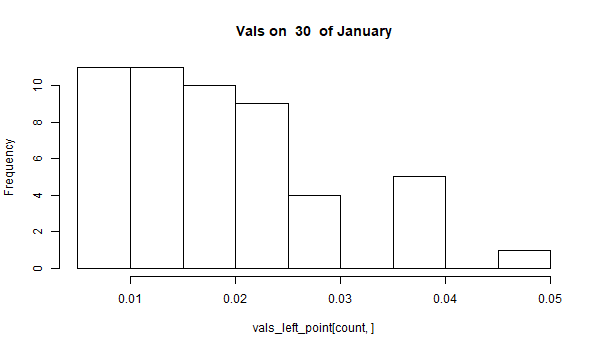 Vals on  30  of January
Frequency
10
8
6
4
2
0
0.01 0.02 0.03 0.04 0.05
vals_left_point[count, ]